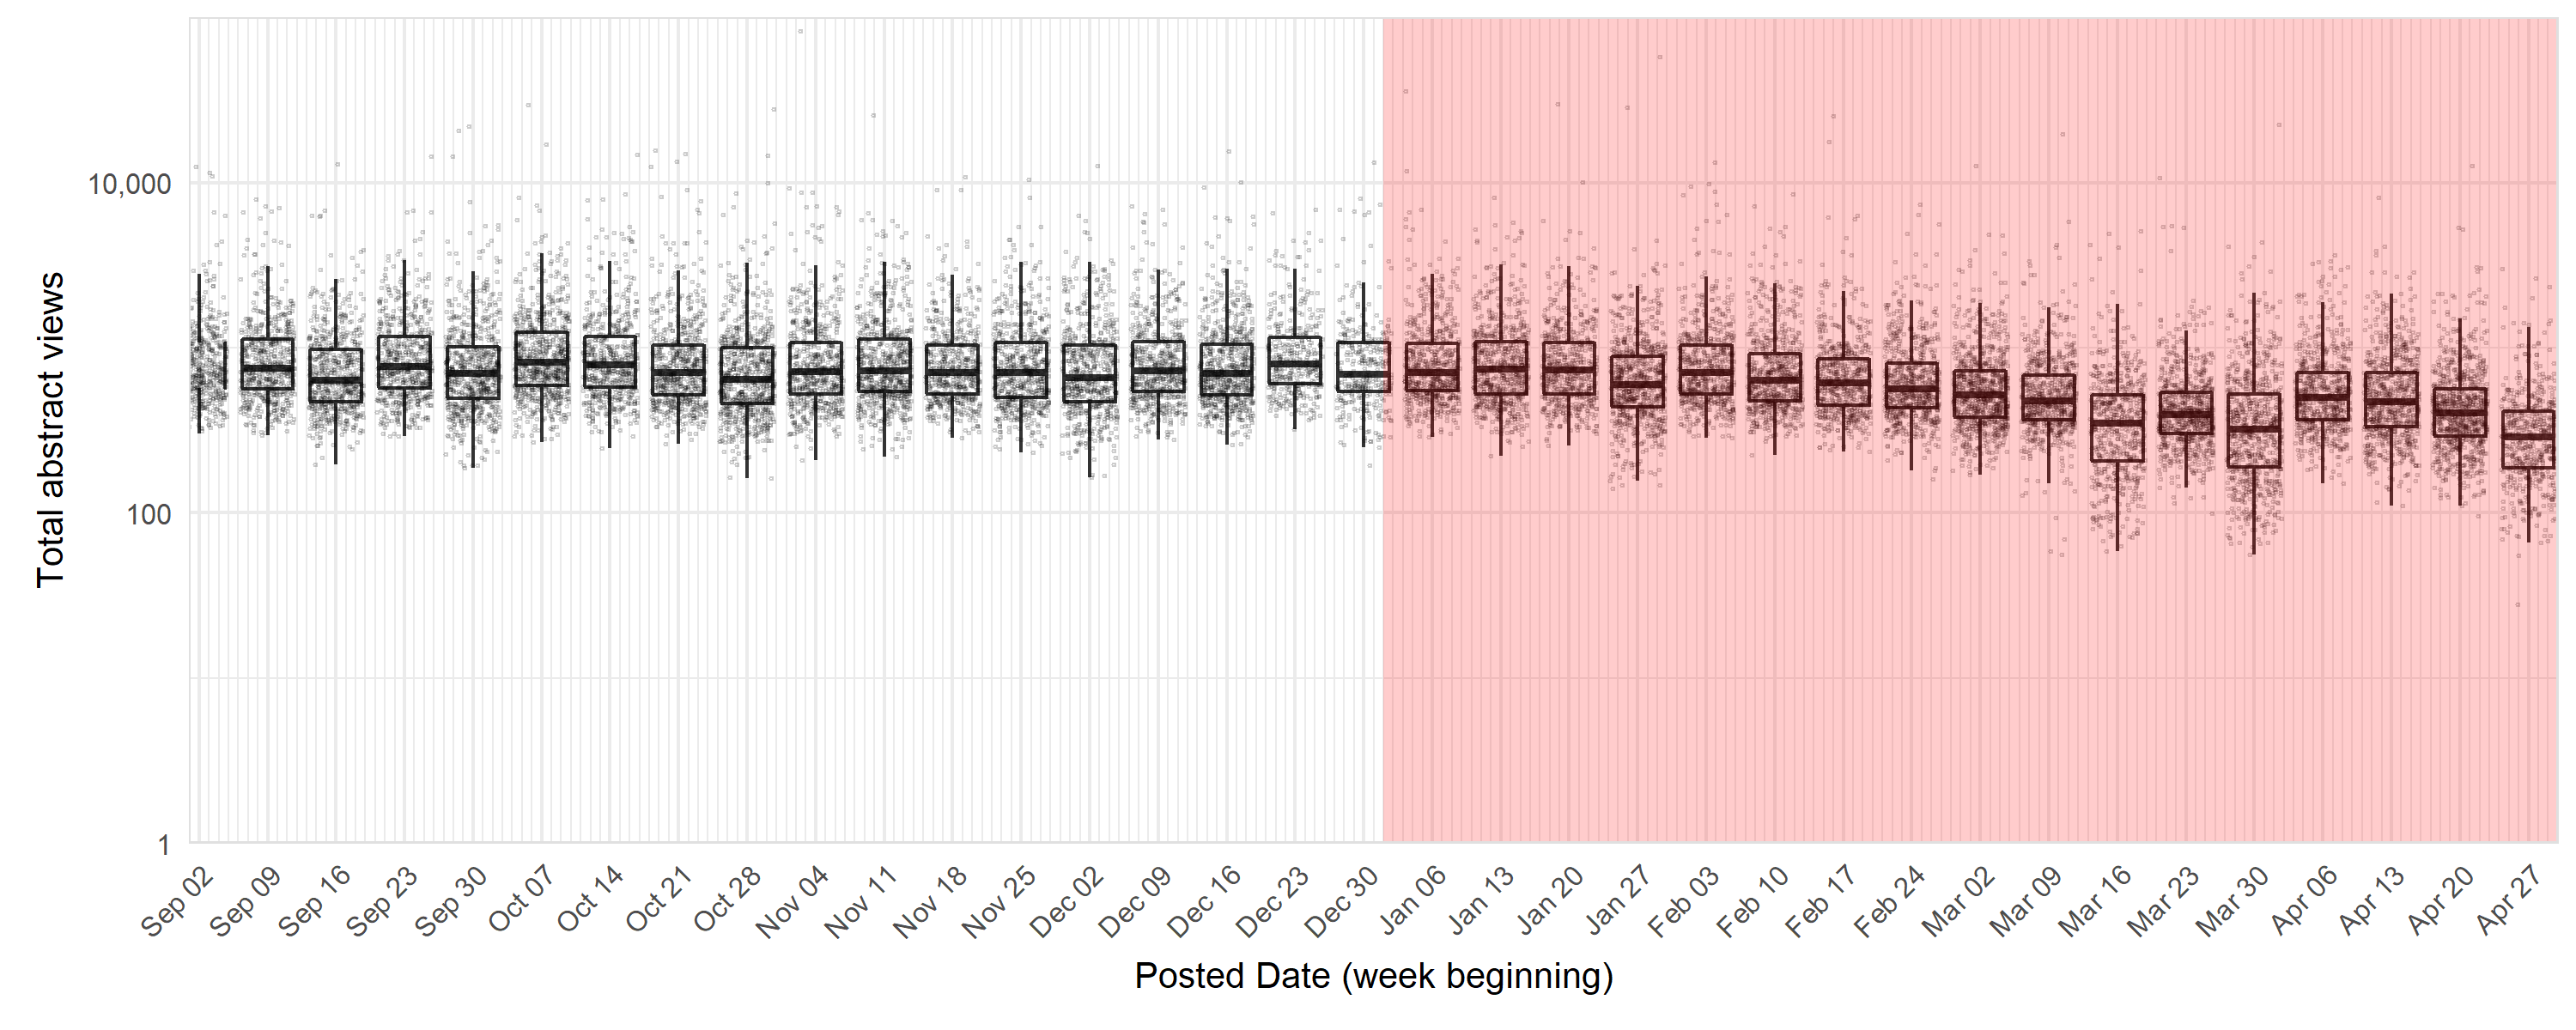 Total abstract views
10,000
100
1
Sep 02
Sep 09
Sep 16
Sep 23
Sep 30
Oct 07
Oct 14
Oct 21
Oct 28
Nov 04
Nov 11
Nov 18
Nov 25
Dec 02
Dec 09
Dec 16
Dec 23
Dec 30
Jan 06
Jan 13
Jan 20
Jan 27
Feb 03
Feb 10
Feb 17
Feb 24
Mar 02
Mar 09
Mar 16
Mar 23
Mar 30
Apr 06
Apr 13
Apr 20
Apr 27
Posted Date (week beginning)